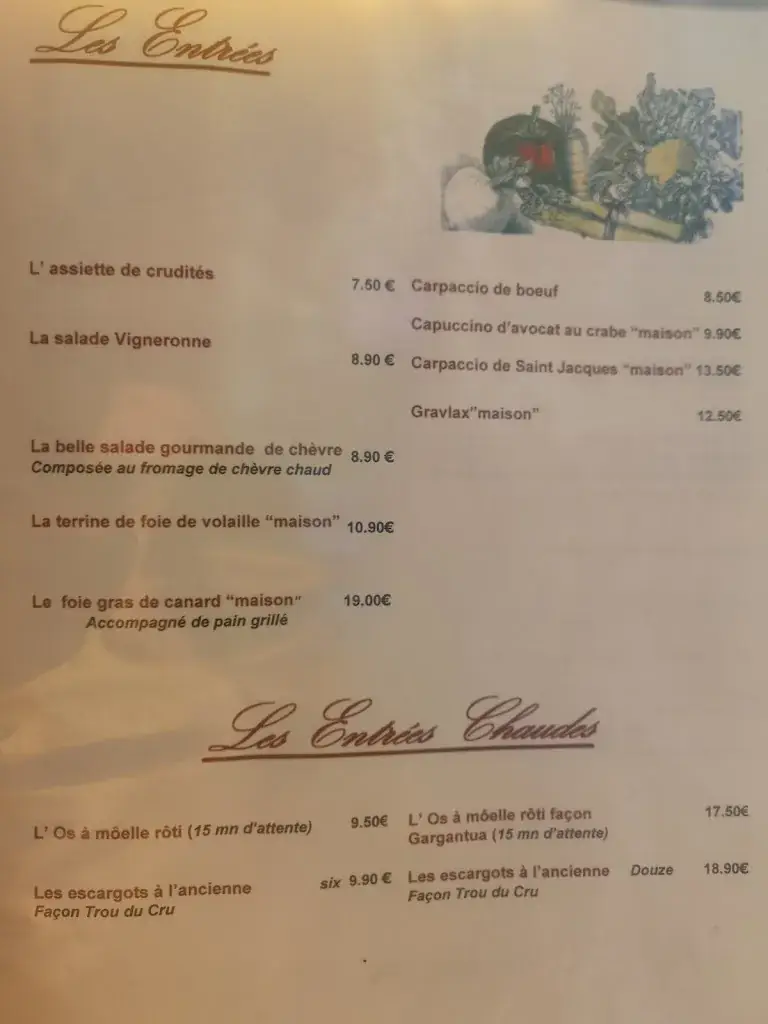 Les Entrées
L' assiette de crudités 7.50 €
La salade Vigneronne 8.90 €
La belle salade gourmande de chèvre 8.90 €
Composée au fromage de chèvre chaud
La terrine de foie de volaille “maison” 10.90€
Le foie gras de canard “maison” 19.00€
Accompagné de pain grillé
Carpaccio de boeuf 8.50€
Capuccino d'avocat au crabe “maison” 9.90€
Carpaccio de Saint Jacques “maison” 13.50€
Gravlax”maison” 12.50€
Les Entrées Chaudes
L' Os à môelle rôti (15 mn d'attente) 9.50€
Les escargots à l'ancienne six 9.90 €
Façon Trou du Cru
L' Os à môelle rôti façon 17.50€
Gargantua (15 mn d'attente)
Les escargots à l'ancienne Douze 18.90€
Façon Trou du Cru